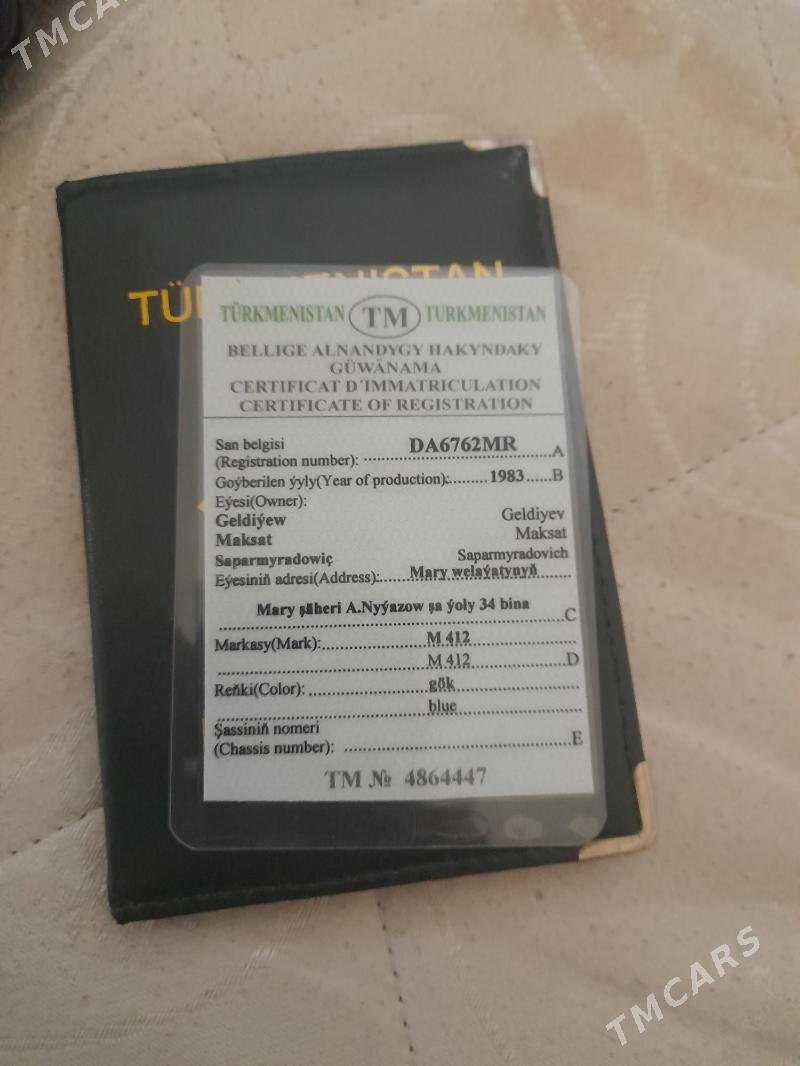 TMCARS
TÜRKMENISTAN
TÜRKMENISTAN TM TURKMENISTAN
BELLIGE ALNANDYGY HAKYNDAKY
GÜWÄNAMA
CERTIFICAT D'IMMATRICULATION
CERTIFICATE OF REGISTRATION
San belgisi
(Registration number): DA6762MR A
Goýberilen ýyly(Year of production): 1983 B
Eýesi(Owner):
Geldiýew Geldiyev
Maksat Maksat
Saparmyradowiç Saparmyradovich
Eýesiniň adresi(Address): Mary welaýatynyň
Mary şäheri A.Nyýazow şa ýoly 34 bina
C
Markasy(Mark): M 412
M 412 D
Reňki(Color): gök
blue
Şassiniň nomeri
(Chassis number): E
TM № 4864447
TMCARS